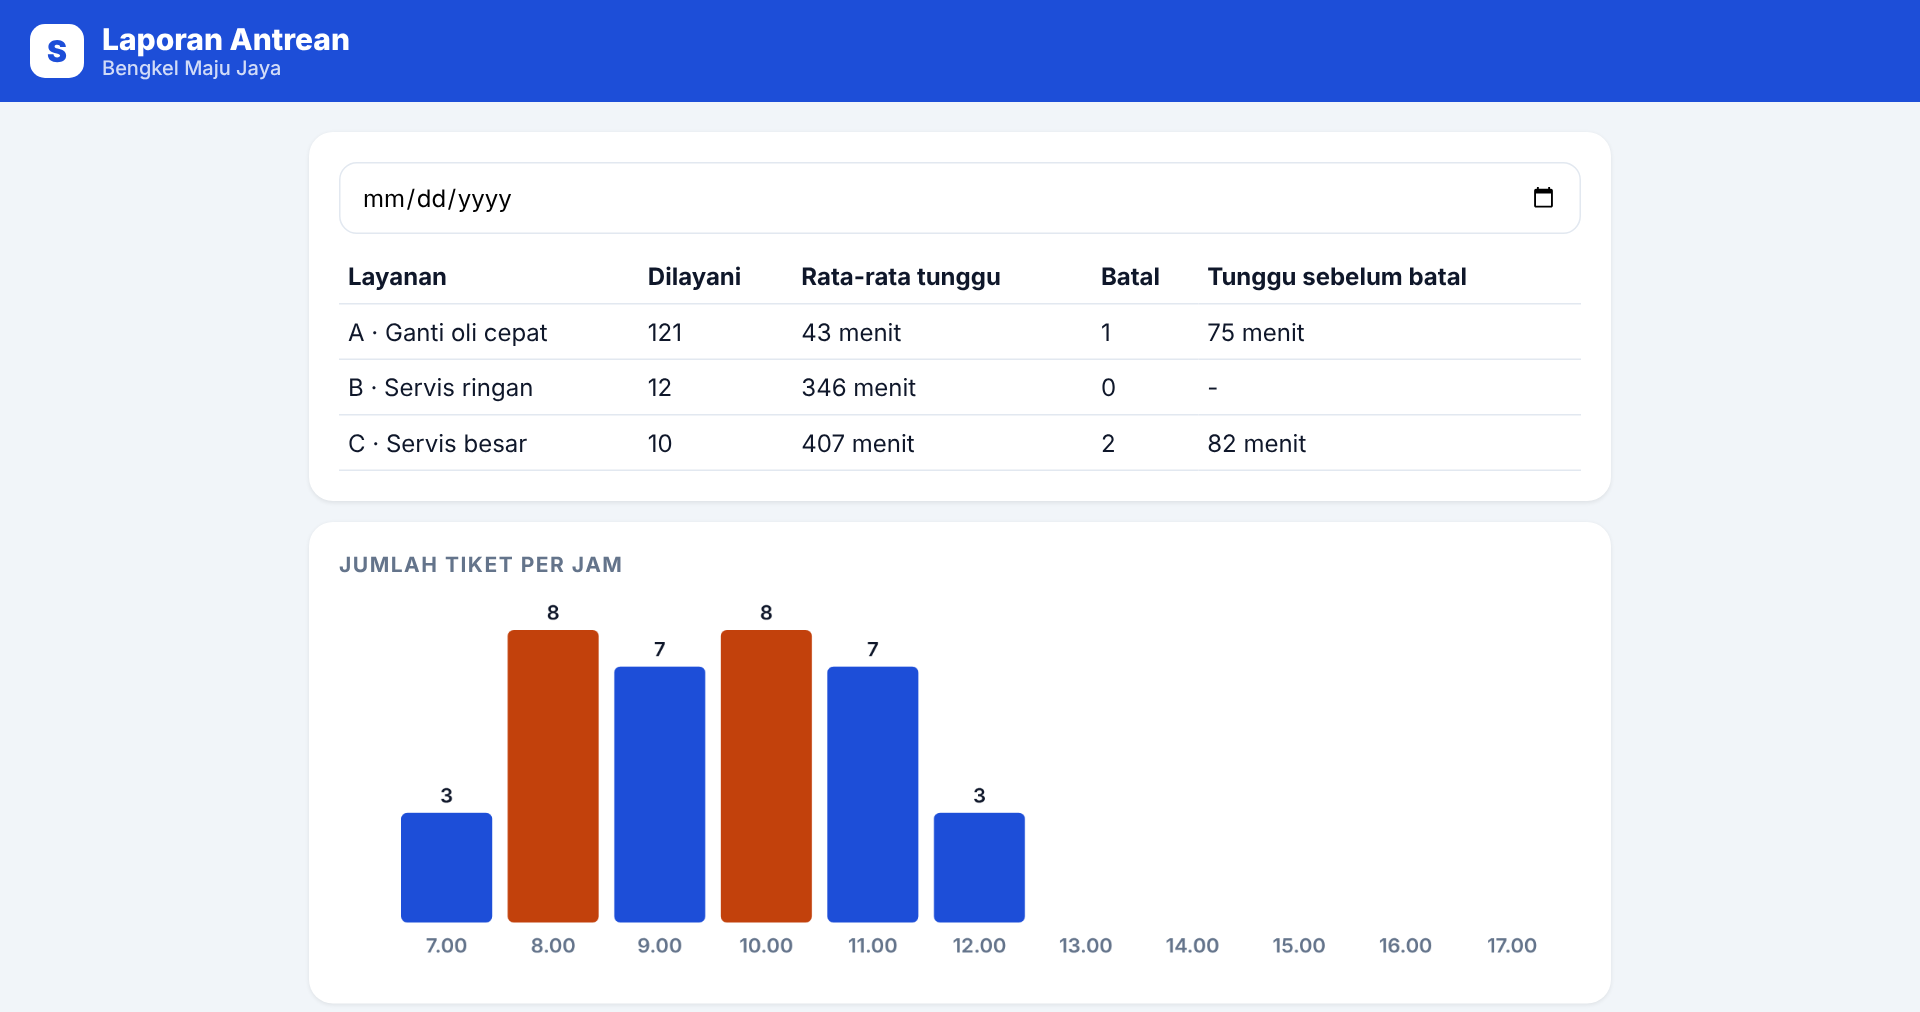 S
Laporan Antrean
Bengkel Maju Jaya
mm/dd/yyyy
Layanan Dilayani Rata-rata tunggu Batal Tunggu sebelum batal
A · Ganti oli cepat 121 43 menit 1 75 menit
B · Servis ringan 12 346 menit 0 -
C · Servis besar 10 407 menit 2 82 menit
JUMLAH TIKET PER JAM
3 8 7 8 7 3
7.00 8.00 9.00 10.00 11.00 12.00 13.00 14.00 15.00 16.00 17.00